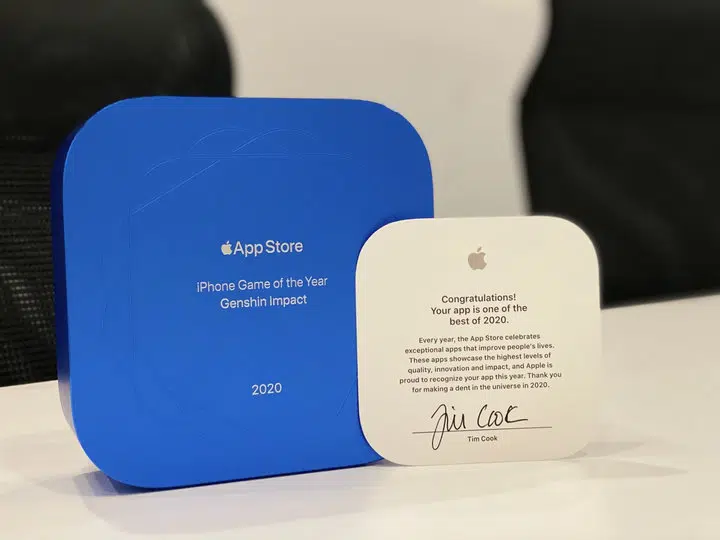 App Store
iPhone Game of the Year
Genshin Impact
2020
Congratulations!
Your app is one of the
best of 2020.
Every year, the App Store celebrates
exceptional apps that improve people's lives.
These apps showcase the highest levels of
quality, innovation and impact, and Apple is
proud to recognize your app this year. Thank you
for making a dent in the universe in 2020.
Tim Cook
Tim Cook